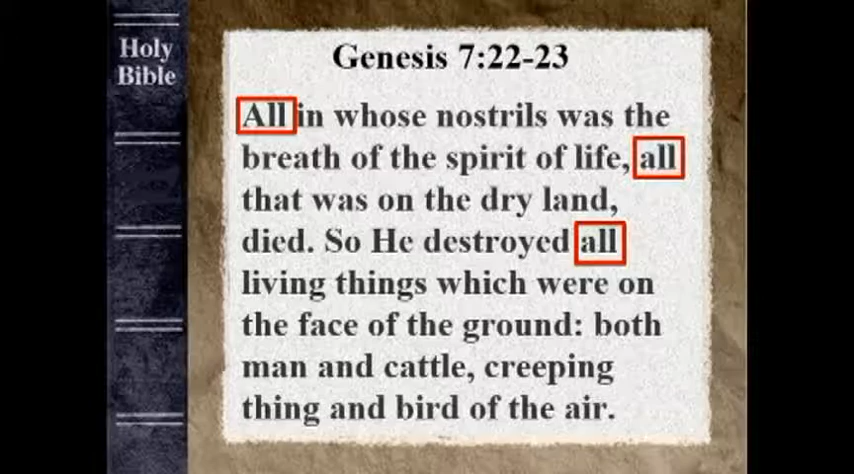 Holy
Bible
Genesis 7:22-23
All in whose nostrils was the
breath of the spirit of life, all
that was on the dry land,
died. So He destroyed all
living things which were on
the face of the ground: both
man and cattle, creeping
thing and bird of the air.